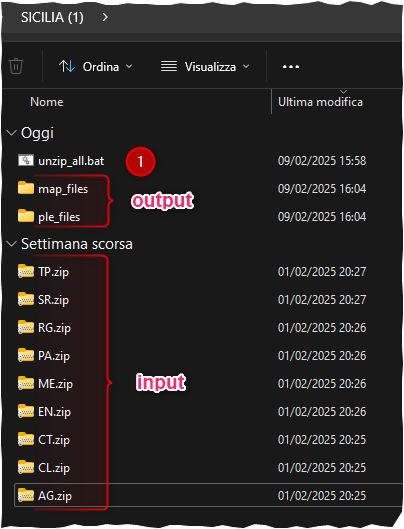 SICILIA (1)
Ordina
Visualizza
Nome
Ultima modifica
Oggi
unzip_all.bat 1 09/02/2025 15:58
map_files 09/02/2025 16:04
output
ple_files 09/02/2025 16:04
Settimana scorsa
TP.zip 01/02/2025 20:27
SR.zip 01/02/2025 20:27
RG.zip 01/02/2025 20:26
PA.zip 01/02/2025 20:26
ME.zip 01/02/2025 20:26
input
EN.zip 01/02/2025 20:26
CT.zip 01/02/2025 20:25
CL.zip 01/02/2025 20:25
AG.zip 01/02/2025 20:25